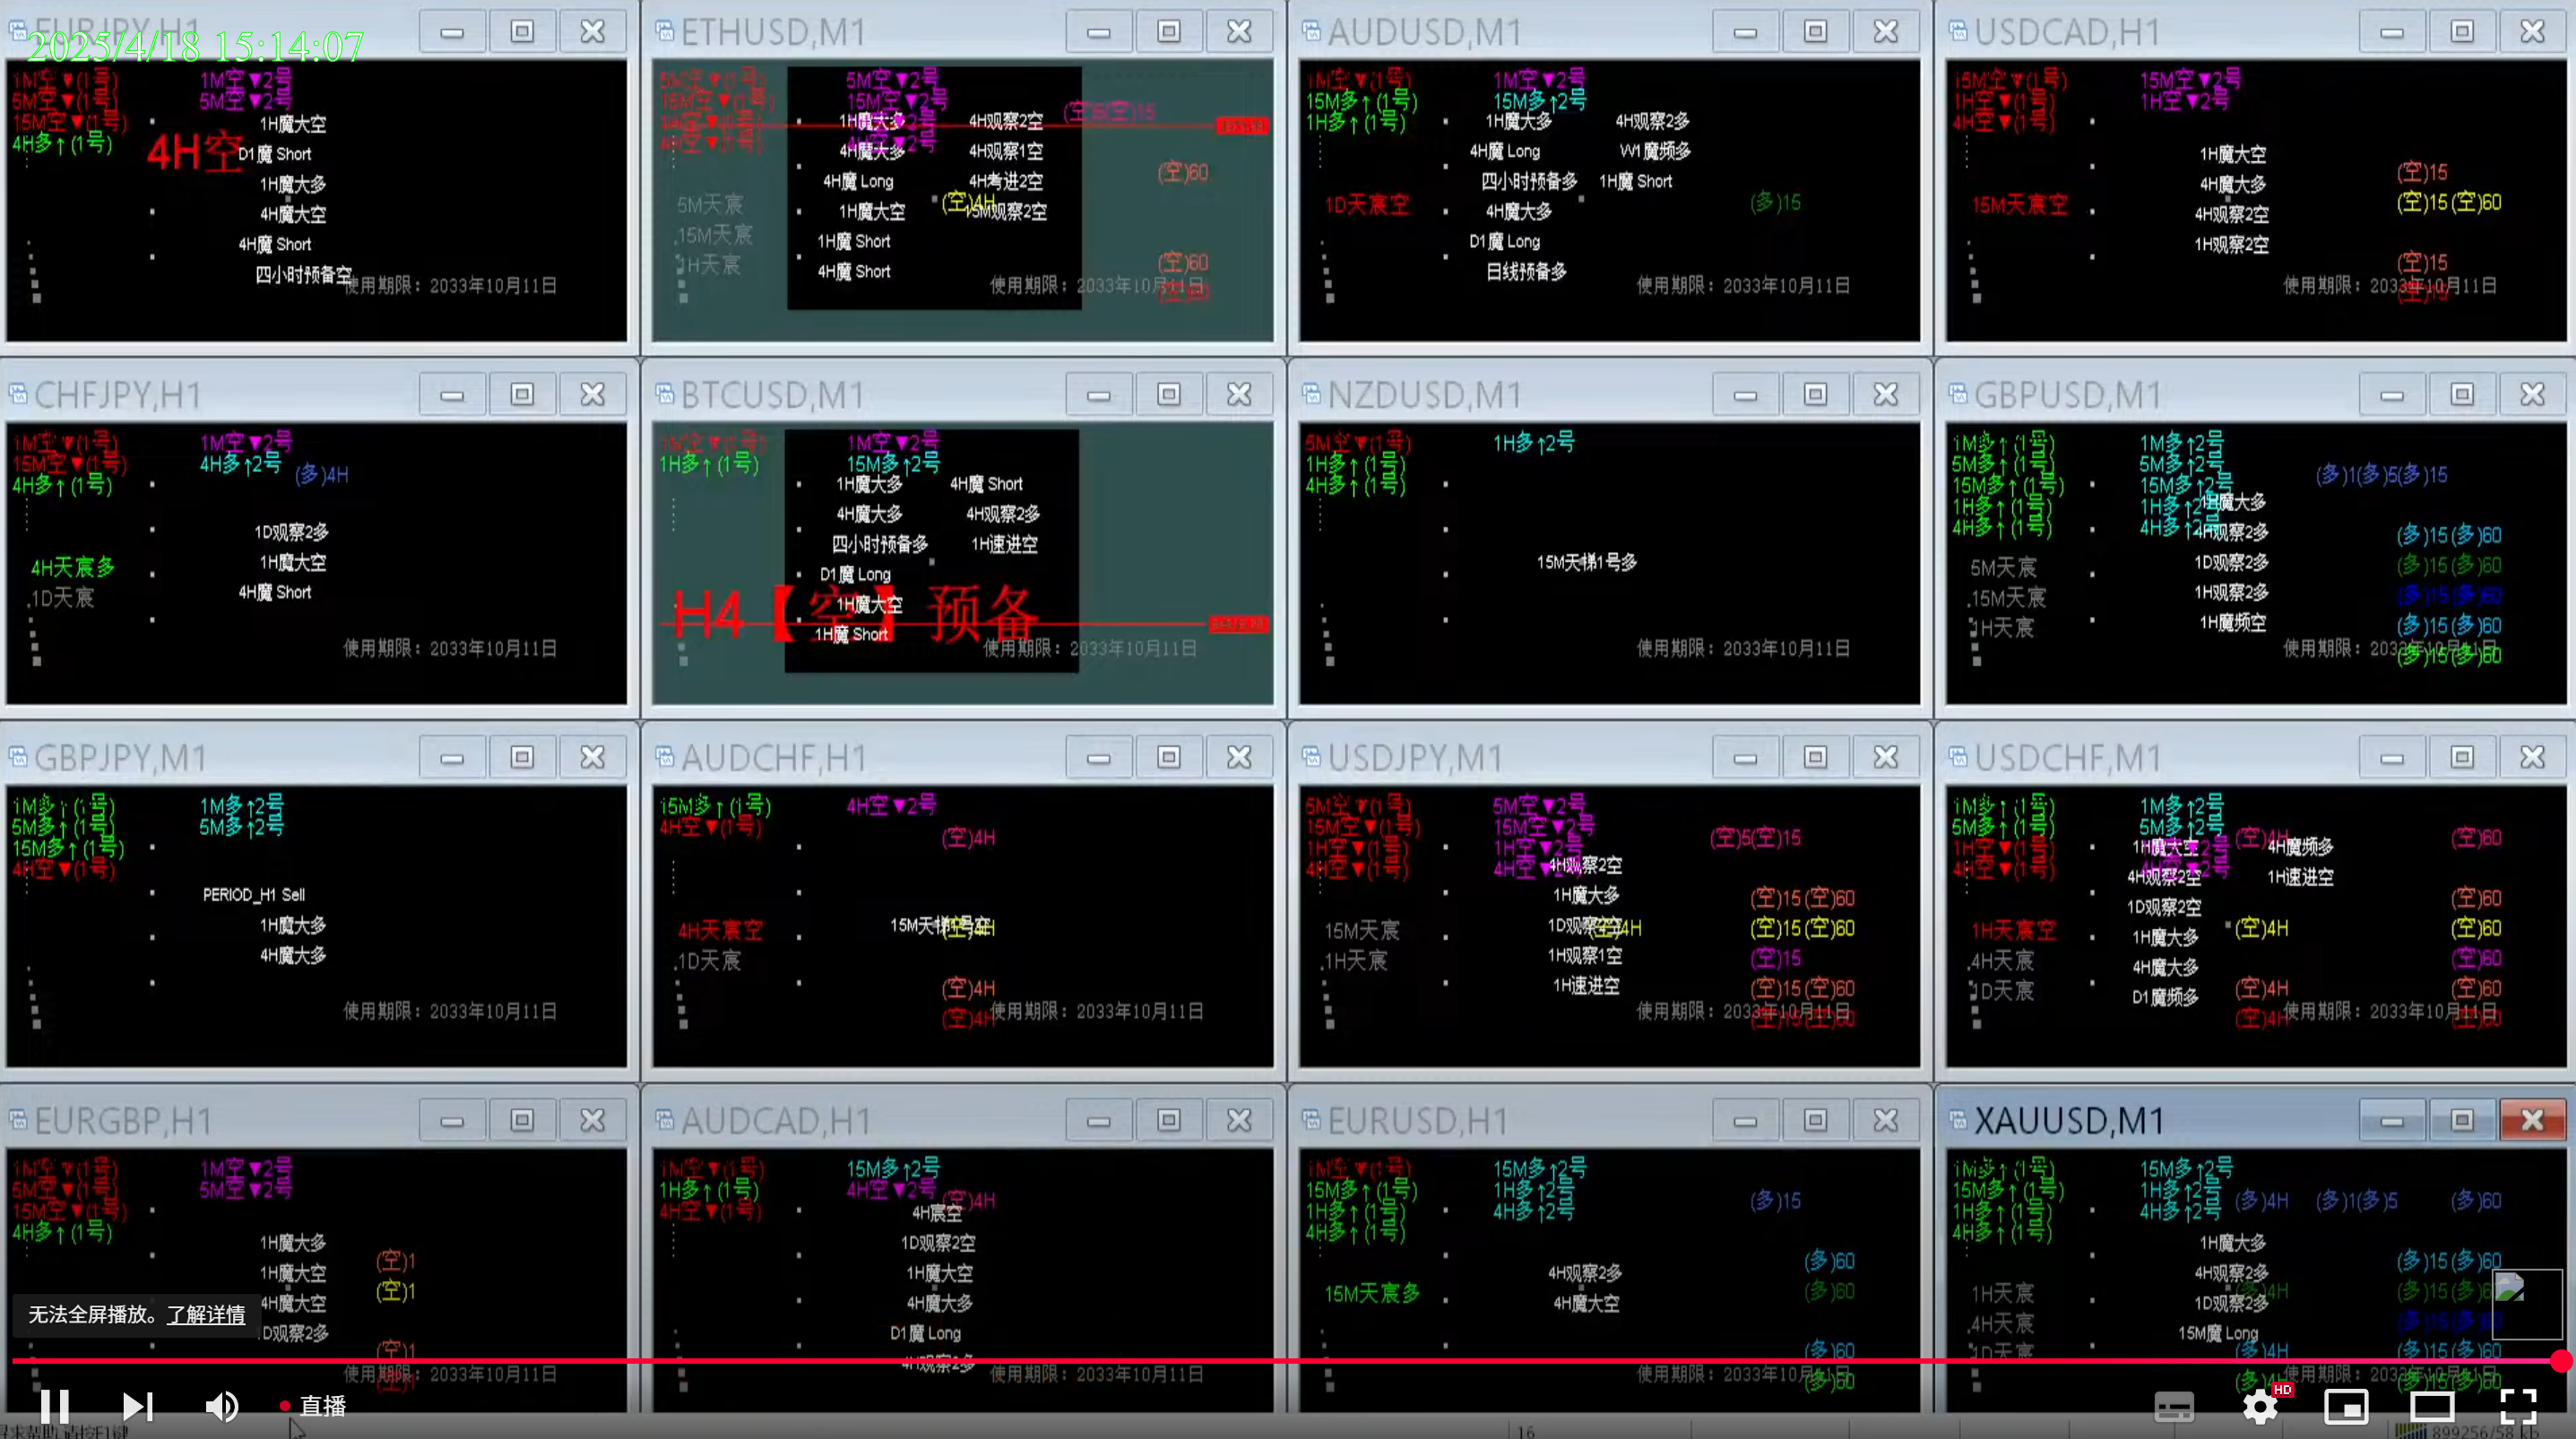 EURJPY,H1
2025/4/18 15:14:07
1M空▼(1号)
1M空▼2号
5M空▼(1号)
5M空▼2号
15M空▼(1号)
4H多↑(1号)
4H空
1H魔大空
D1魔 Short
1H魔大多
4H魔大空
4H魔 Short
四小时预备空
使用期限：2033年10月11日
ETHUSD,M1
5M空▼(1号)
5M空▼2号
15M空▼(1号)
15M空▼2号
(空)5(空)15
1H魔大多
4H观察2空
4H魔大多
4H观察1空
4H魔 Long
4H考进2空
(空)60
5M天宸
1H魔大空
(空)4H
15M观察2空
15M天宸
1H魔 Short
1H天宸
4H魔 Short
(空)60
使用期限：2033年10月11日
AUDUSD,M1
1M空▼(1号)
1M空▼2号
15M多↑(1号)
15M多↑2号
1H多↑(1号)
1H魔大多
4H观察2多
4H魔 Long
W1魔频多
四小时预备多
1H魔 Short
1D天宸空
4H魔大多
(多)15
D1魔 Long
日线预备多
使用期限：2033年10月11日
USDCAD,H1
15M空▼(1号)
15M空▼2号
1H空▼(1号)
1H空▼2号
4H空▼(1号)
1H魔大空
4H魔大多
(空)15
15M天宸空
4H观察2空
(空)15(空)60
1H观察2空
(空)15
使用期限：2033年10月11日
CHFJPY,H1
1M空▼(1号)
1M空▼2号
15M空▼(1号)
4H多↑2号
4H多↑(1号)
(多)4H
1D观察2多
4H天宸多
1H魔大空
1D天宸
4H魔 Short
使用期限：2033年10月11日
BTCUSD,M1
1M空▼(1号)
1M空▼2号
1H多↑(1号)
15M多↑2号
1H魔大多
4H魔 Short
4H魔大多
4H观察2多
四小时预备多
1H速进空
D1魔 Long
H4【空】预备
1H魔大空
1H魔 Short
使用期限：2033年10月11日
NZDUSD,M1
5M空▼(1号)
1H多↑2号
1H多↑(1号)
4H多↑(1号)
15M天梯1号多
使用期限：2033年10月11日
GBPUSD,M1
1M多↑(1号)
1M多↑2号
5M多↑(1号)
5M多↑2号
(多)1(多)5(多)15
15M多↑(1号)
15M多↑2号
1H多↑(1号)
1H多↑2号
1H魔大多
4H多↑(1号)
4H多↑2号
4H观察2多
(多)15(多)60
5M天宸
1D观察2多
(多)15(多)60
15M天宸
1H观察2多
(多)15(多)60
1H天宸
1H魔频空
(多)15(多)60
使用期限：2033年10月11日
(多)15(多)60
GBPJPY,M1
1M多↑(1号)
1M多↑2号
5M多↑(1号)
5M多↑2号
15M多↑(1号)
4H空▼(1号)
PERIOD_H1 Sell
1H魔大多
4H魔大多
使用期限：2033年10月11日
AUDCHF,H1
15M多↑(1号)
4H空▼2号
4H空▼(1号)
(空)4H
4H天宸空
15M天梯1号空
(空)4H
1D天宸
(空)4H
(空)4H
使用期限：2033年10月11日
USDJPY,M1
5M空▼(1号)
5M空▼2号
15M空▼(1号)
15M空▼2号
(空)5(空)15
1H空▼(1号)
1H空▼2号
4H空▼(1号)
4H空▼2号
4H观察2空
1H魔大多
(空)15(空)60
15M天宸
1D观察2空
(空)4H
(空)15(空)60
1H天宸
1H观察1空
(空)15
1H速进空
(空)15(空)60
使用期限：2033年10月11日
(空)15(空)60
USDCHF,M1
1M多↑(1号)
1M多↑2号
5M多↑(1号)
5M多↑2号
(空)4H
(空)60
1H空▼(1号)
1H魔大空
4H魔频多
4H空▼(1号)
4H空▼2号
4H观察2空
1H速进空
1D观察2空
(空)60
1H天宸空
1H魔大多
(空)4H
(空)60
4H天宸
4H魔大多
(空)60
1D天宸
D1魔频多
(空)4H
(空)60
(空)4H
使用期限：2033年10月11日
(空)60
EURGBP,H1
1M空▼(1号)
1M空▼2号
5M空▼(1号)
5M空▼2号
15M空▼(1号)
4H多↑(1号)
1H魔大多
(空)1
1H魔大空
(空)1
4H魔大空
1D观察2多
(空)1
使用期限：2033年10月11日
AUDCAD,H1
1M空▼(1号)
15M多↑2号
1H多↑(1号)
4H空▼2号
(空)4H
4H空▼(1号)
4H宸空
1D观察2空
1H魔大空
4H魔大多
D1魔 Long
4H观察2多
使用期限：2033年10月11日
EURUSD,H1
1M空▼(1号)
15M多↑2号
15M多↑(1号)
1H多↑2号
(多)15
1H多↑(1号)
4H多↑2号
4H多↑(1号)
(多)60
4H观察2多
15M天宸多
(多)60
4H魔大空
(多)60
使用期限：2033年10月11日
(多)60
XAUUSD,M1
1M多↑(1号)
15M多↑2号
15M多↑(1号)
1H多↑2号
(多)4H
(多)1(多)5
(多)60
1H多↑(1号)
4H多↑2号
4H多↑(1号)
1H魔大多
4H观察2多
(多)15(多)60
1H天宸
1D观察2多
4H天宸
15M魔 Long
1D天宸
(多)4H
(多)15(多)60
使用期限：2033年10月11日
(多)15(多)60
无法全屏播放。了解详情
直播
HD
16
899256/58 kb